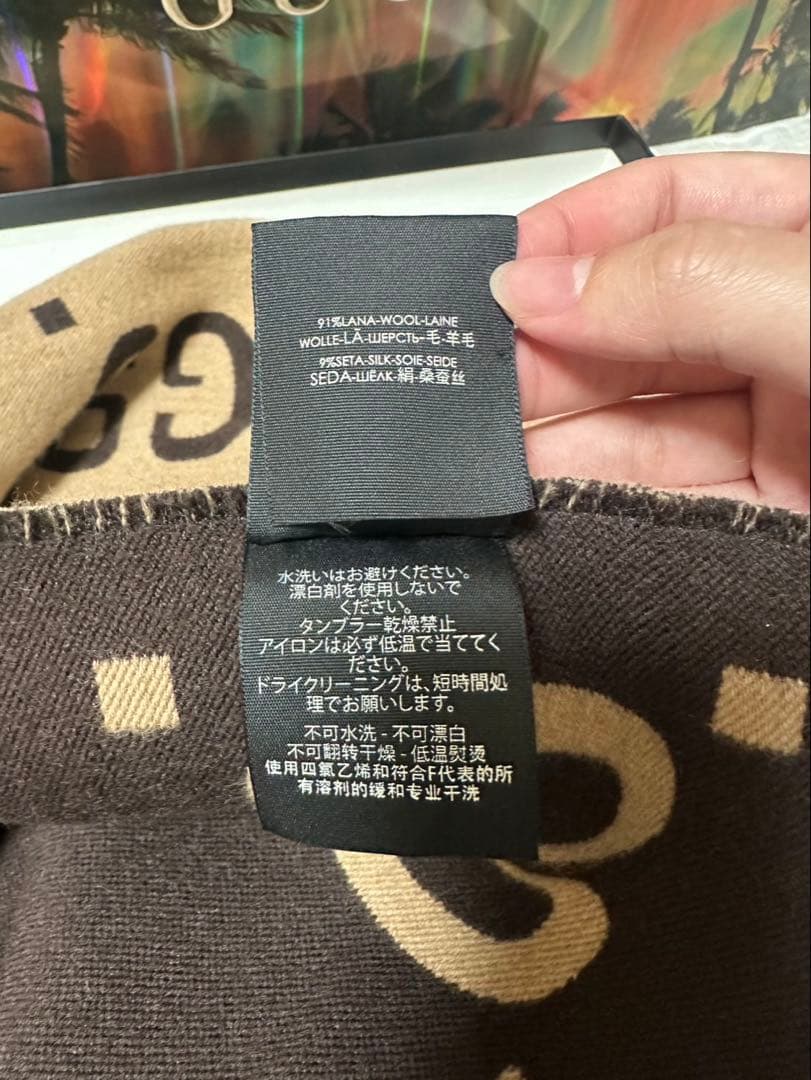 91%LANA-WOOL-LAINE
WOLLE-LÃ-ШЕРСТЬ-毛-羊毛
9%SETA-SILK-SOIE-SEIDE
SEDA-ШЁЛК-絹-桑蚕丝
水洗いはお避けください。
漂白剤を使用しないで
ください。
タンブラー乾燥禁止
アイロンは必ず低温で当ててく
ださい。
ドライクリーニングは、短時間処
理でお願いします。
不可水洗 - 不可漂白
不可翻转干燥 - 低温熨烫
使用四氯乙烯和符合F代表的所
有溶剂的缓和专业干洗